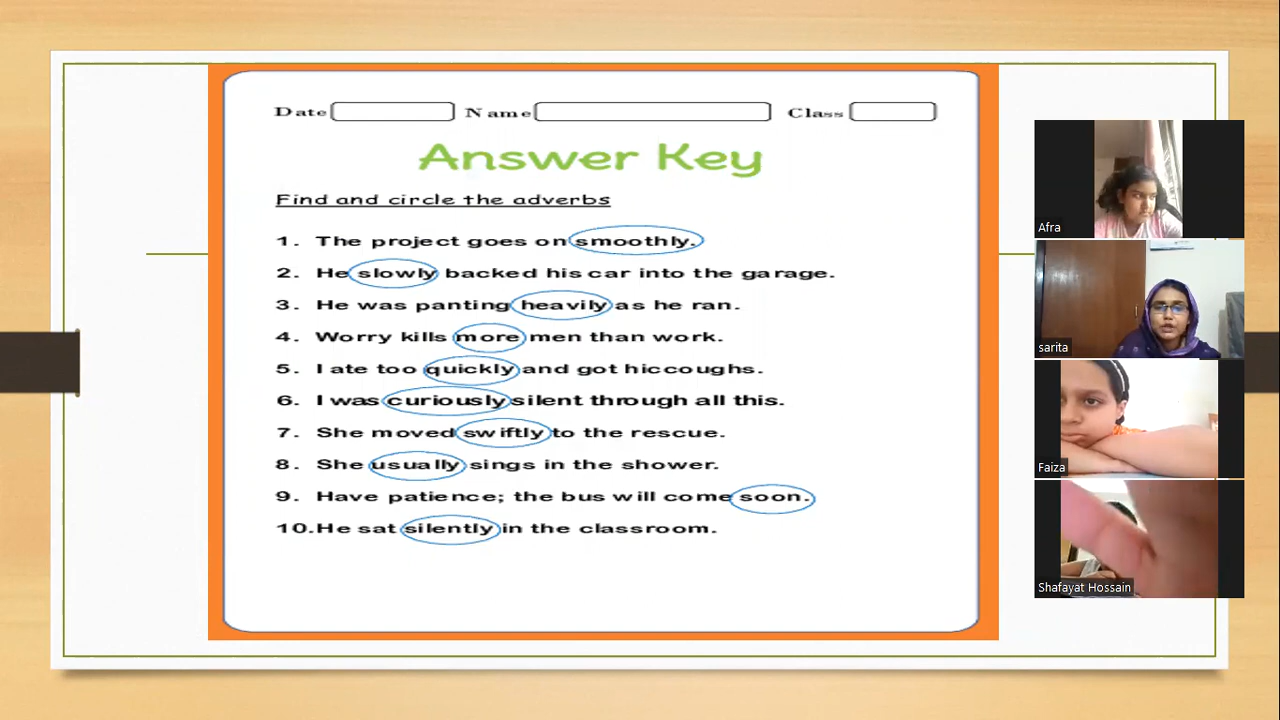 Date Name Class
Answer Key
Find and circle the adverbs
1. The project goes on smoothly.
2. He slowly backed his car into the garage.
3. He was panting heavily as he ran.
4. Worry kills more men than work.
5. I ate too quickly and got hiccoughs.
6. I was curiously silent through all this.
7. She moved swiftly to the rescue.
8. She usually sings in the shower.
9. Have patience; the bus will come soon.
10.He sat silently in the classroom.
Afra
sarita
Faiza
Shafayat Hossain